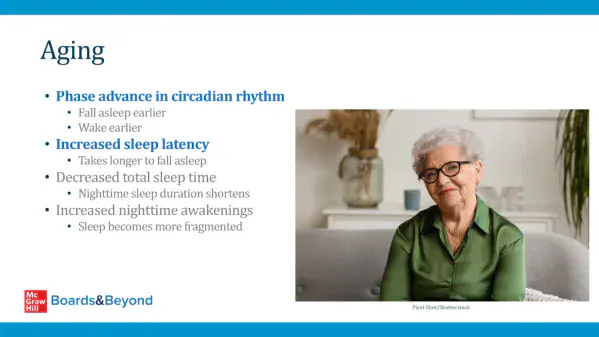 Aging
• Phase advance in circadian rhythm
• Fall asleep earlier
• Wake earlier
• Increased sleep latency
• Takes longer to fall asleep
• Decreased total sleep time
• Nighttime sleep duration shortens
• Increased nighttime awakenings
• Sleep becomes more fragmented
Pixel-Shot/Shutterstock
Mc
Graw
Hill
Boards&Beyond